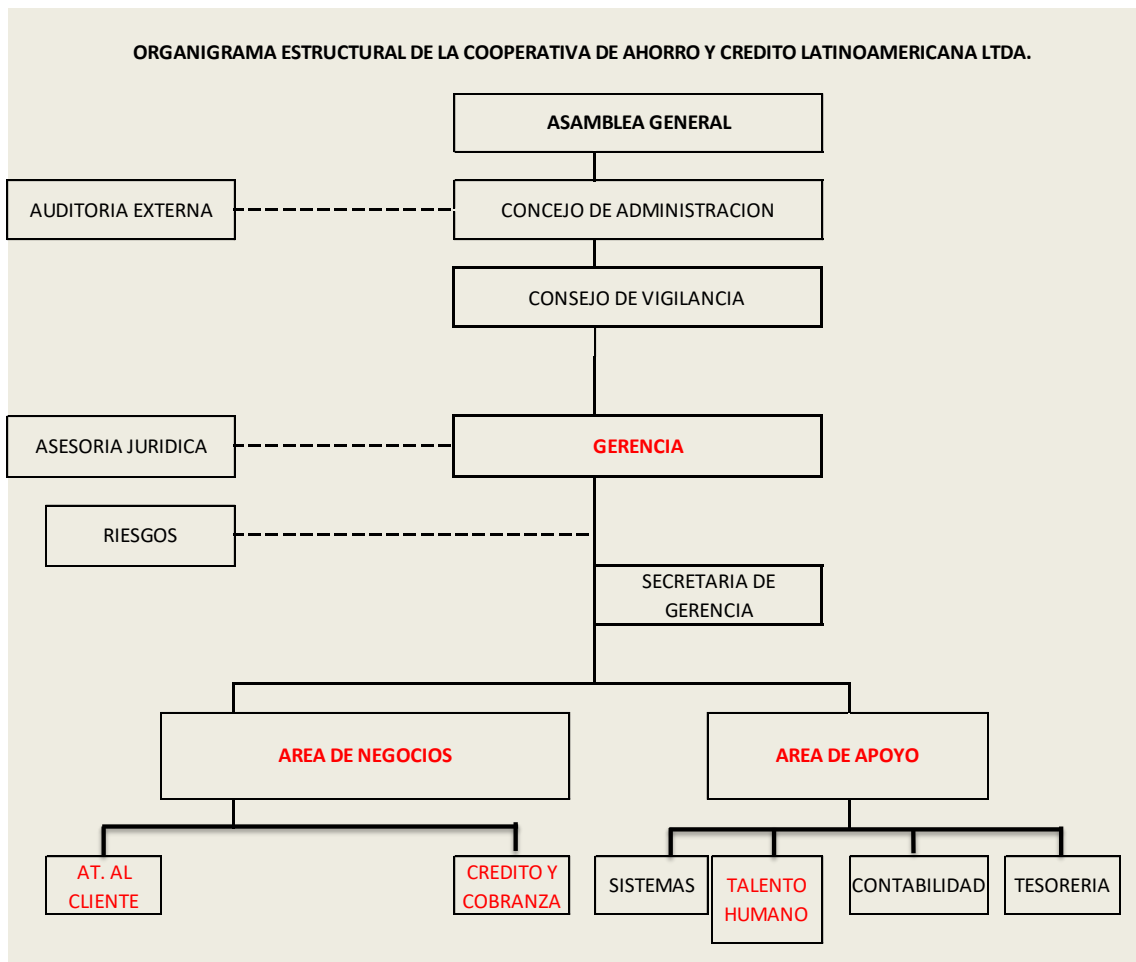 ORGANIGRAMA ESTRUCTURAL DE LA COOPERATIVA DE AHORRO Y CREDITO LATINOAMERICANA LTDA.
ASAMBLEA GENERAL
AUDITORIA EXTERNA
CONCEJO DE ADMINISTRACION
CONSEJO DE VIGILANCIA
ASESORIA JURIDICA
GERENCIA
RIESGOS
SECRETARIA DE
GERENCIA
AREA DE NEGOCIOS
AREA DE APOYO
AT. AL
CLIENTE
CREDITO Y
COBRANZA
SISTEMAS
TALENTO
HUMANO
CONTABILIDAD
TESORERIA